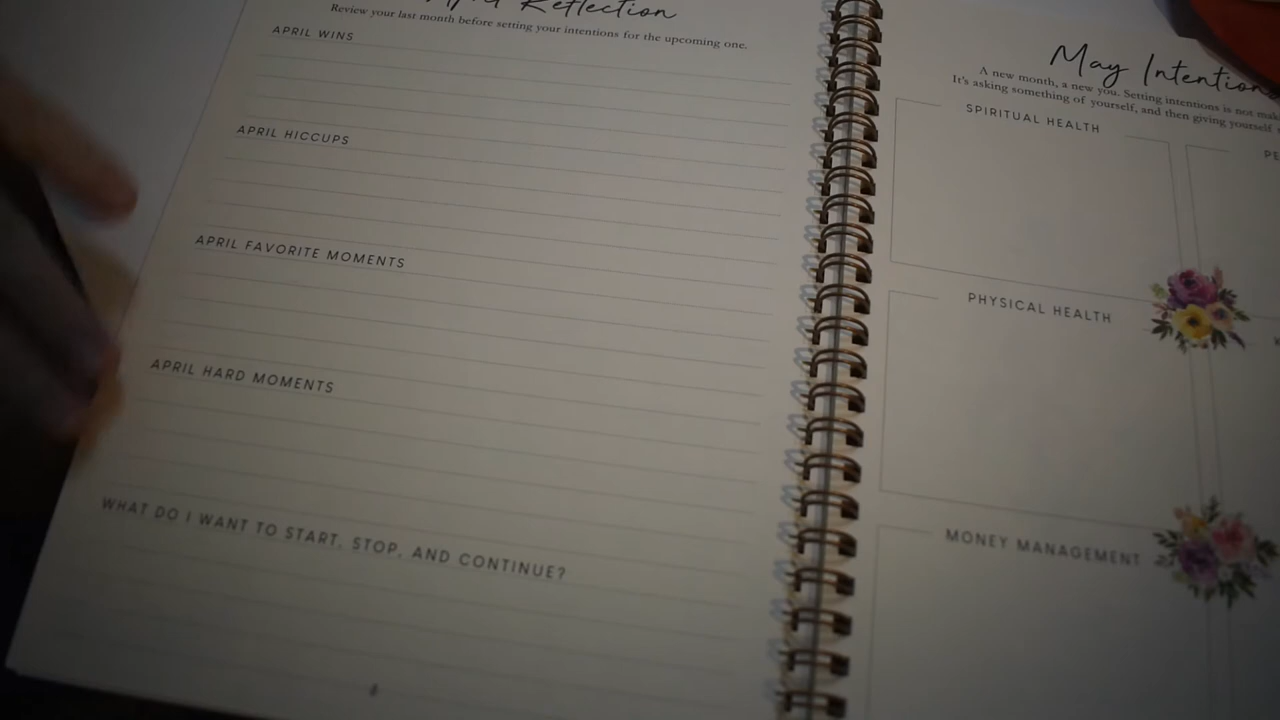 Reflection
Review your last month before setting your intentions for the upcoming one.
APRIL WINS
APRIL HICCUPS
APRIL FAVORITE MOMENTS
APRIL HARD MOMENTS
WHAT DO I WANT TO START, STOP, AND CONTINUE?
May Intentions
A new month, a new you. Setting intentions is not
It's asking something of yourself, and then giving yourself
SPIRITUAL HEALTH
PHYSICAL HEALTH
MONEY MANAGEMENT